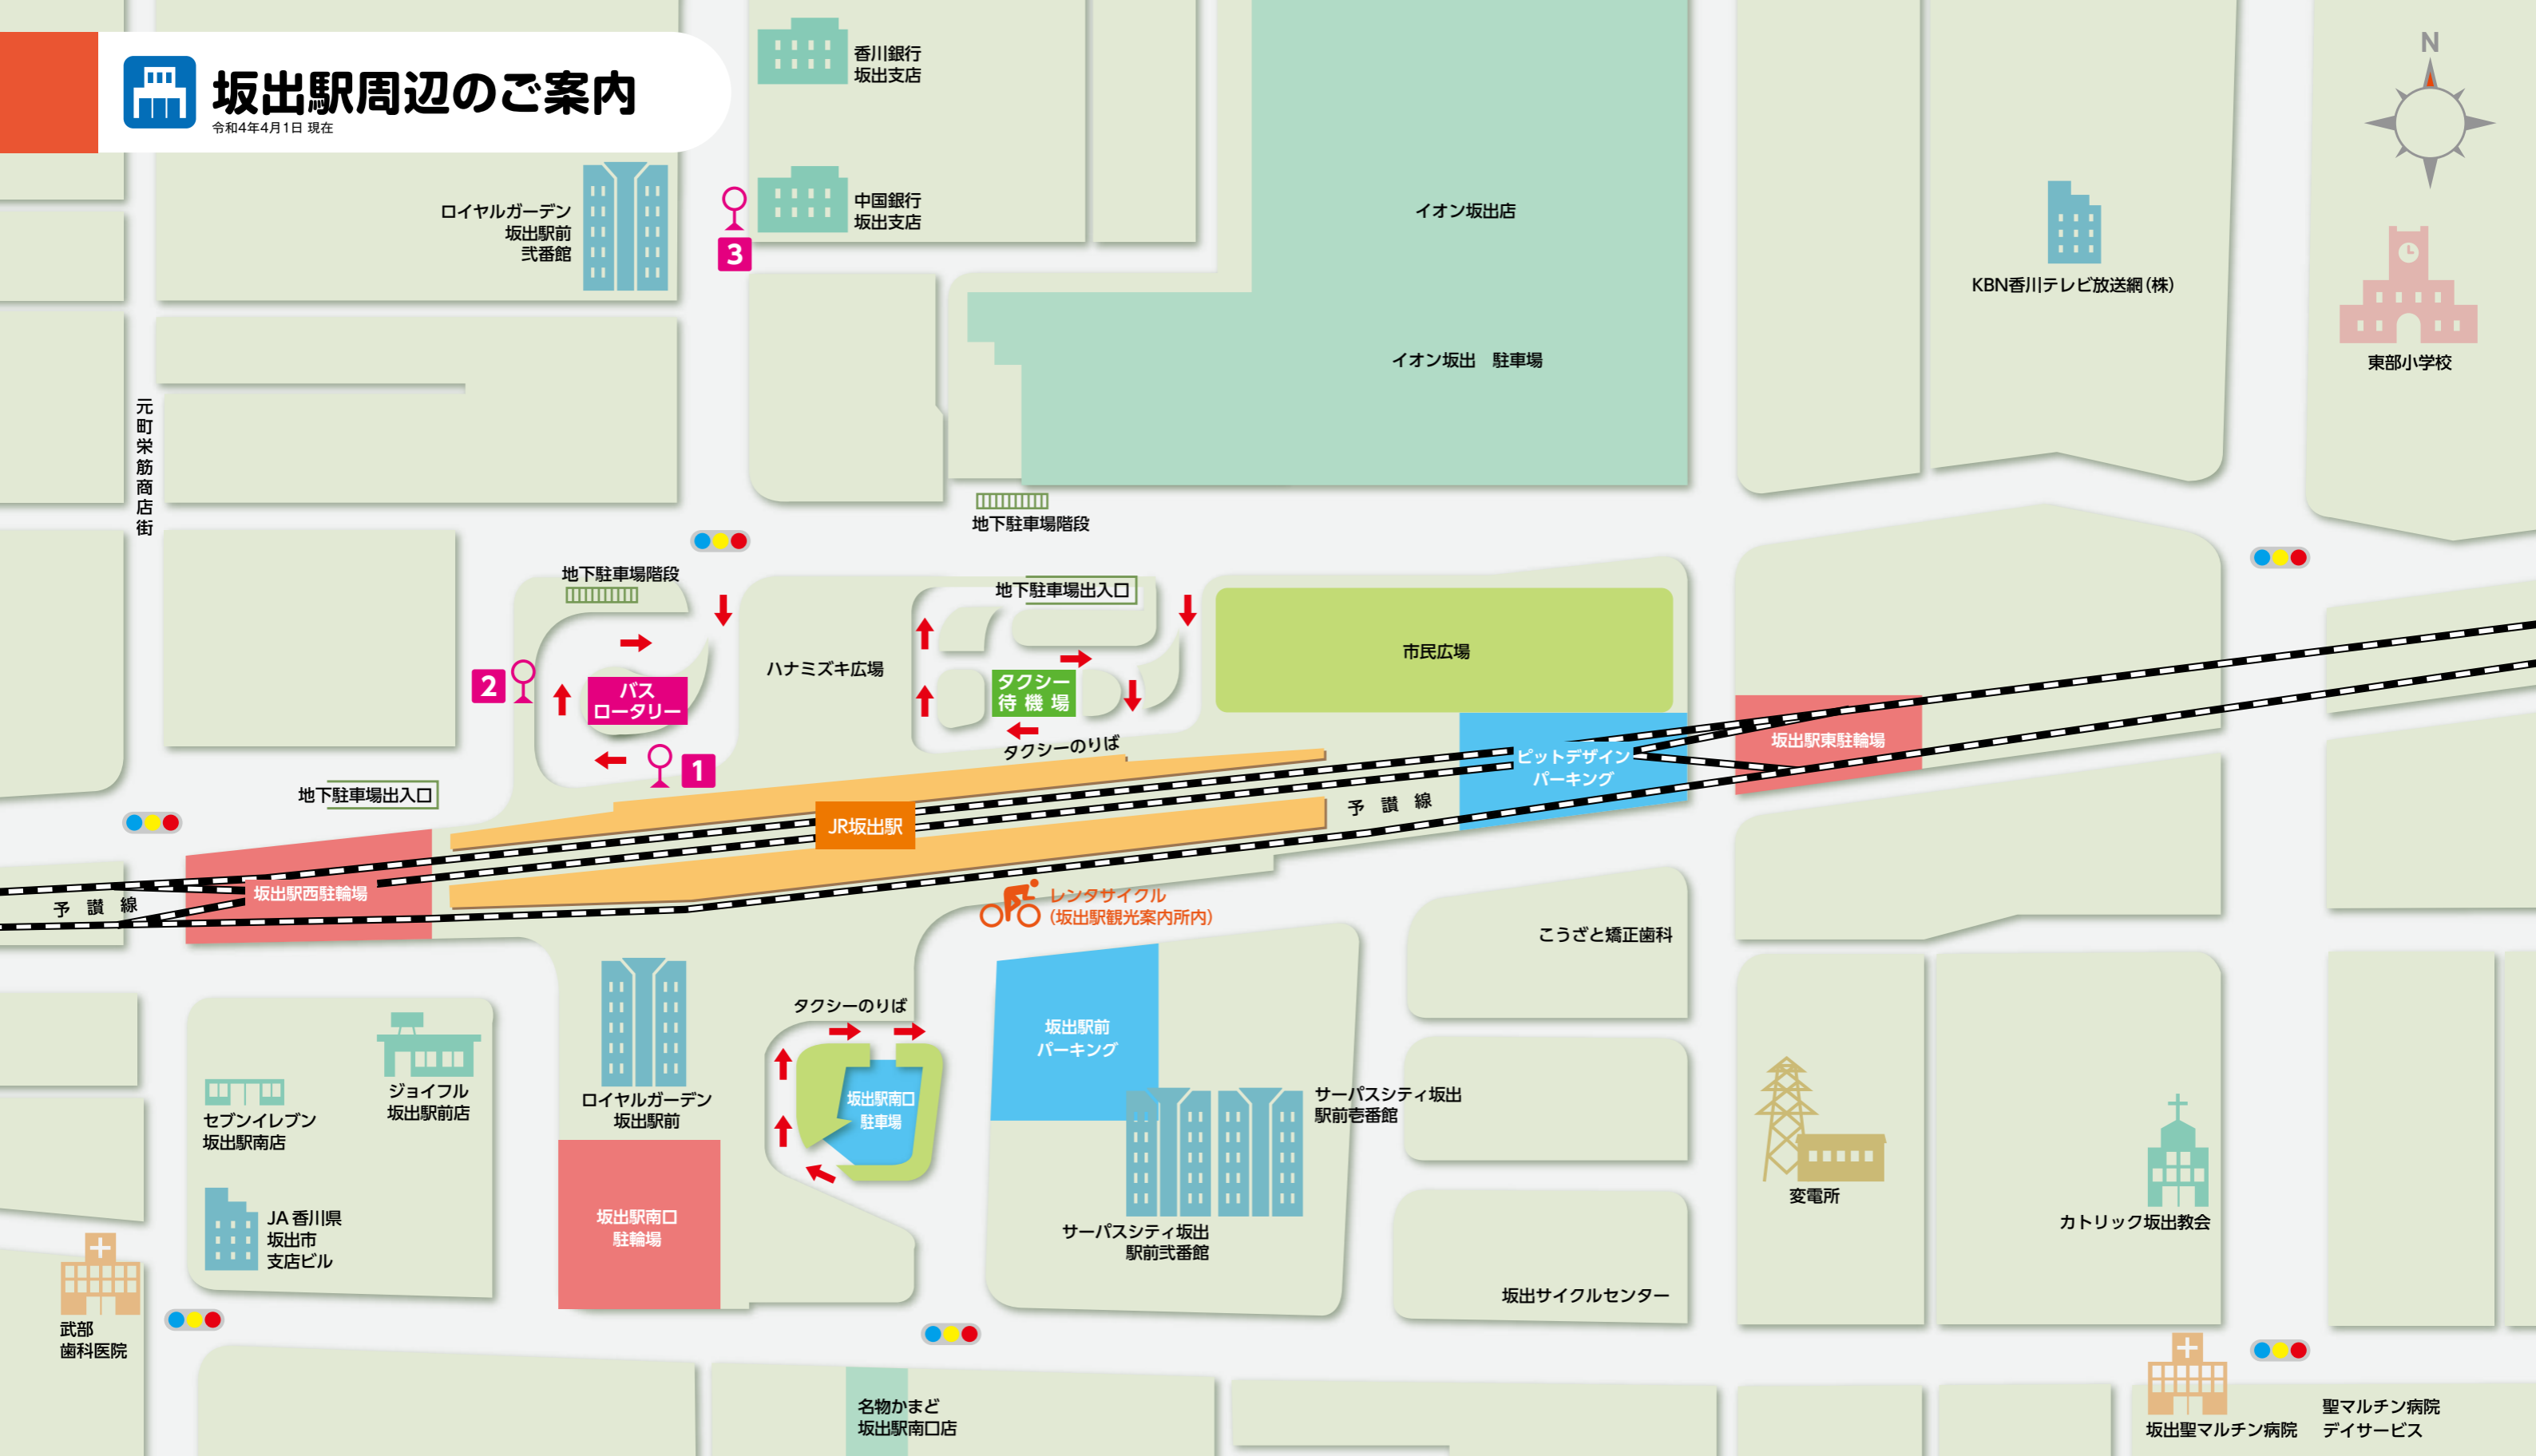 坂出駅周辺のご案内
令和4年4月1日 現在
香川銀行
坂出支店
N
ロイヤルガーデン
坂出駅前
弐番館
3
中国銀行
坂出支店
イオン坂出店
KBN香川テレビ放送網(株)
イオン坂出 駐車場
東部小学校
元町栄筋商店街
地下駐車場階段
地下駐車場階段
地下駐車場出入口
2
バス
ロータリー
ハナミズキ広場
タクシー
待機場
市民広場
タクシーのりば
1
ピットデザイン
パーキング
坂出駅東駐輪場
地下駐車場出入口
JR坂出駅
予讃線
坂出駅西駐輪場
予讃線
レンタサイクル
(坂出駅観光案内所内)
こうざと矯正歯科
タクシーのりば
坂出駅前
パーキング
ジョイフル
坂出駅前店
セブンイレブン
坂出駅南店
ロイヤルガーデン
坂出駅前
坂出駅南口
駐車場
サーパスシティ坂出
駅前壱番館
変電所
JA香川県
坂出市
支店ビル
坂出駅南口
駐輪場
サーパスシティ坂出
駅前弐番館
カトリック坂出教会
坂出サイクルセンター
武部
歯科医院
名物かまど
坂出駅南口店
坂出聖マルチン病院
聖マルチン病院
デイサービス